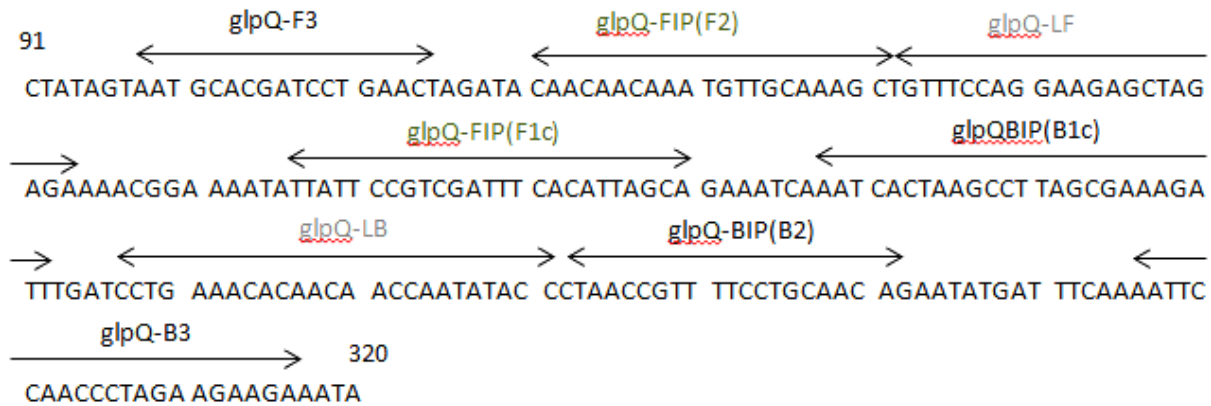 91 glpQ-F3 glpQ-FIP(F2) glpQ-LF
CTATAGTAAT GCACGATCCT GAACTAGATA CAACAACAAA TGTTGCAAAGC CTGTTTCCAG GAAGAGCTAG
glpQ-FIP(F1c) glpQBIP(B1c)
AGAAAACGGA AAATATTATT CCGTCGATTT CACATTAGCA GAAATCAAAT CACTAAGCCT TAGCGAAAGA
glpQ-LB glpQ-BIP(B2)
TTTGATCCTG AAACACAACA ACCAATATAC CCTAACCGTT TTCCTGCAAC AGAATATGAT TTCAAAATTC
glpQ-B3 320
CAACCCTAGA AGAAGAAATA